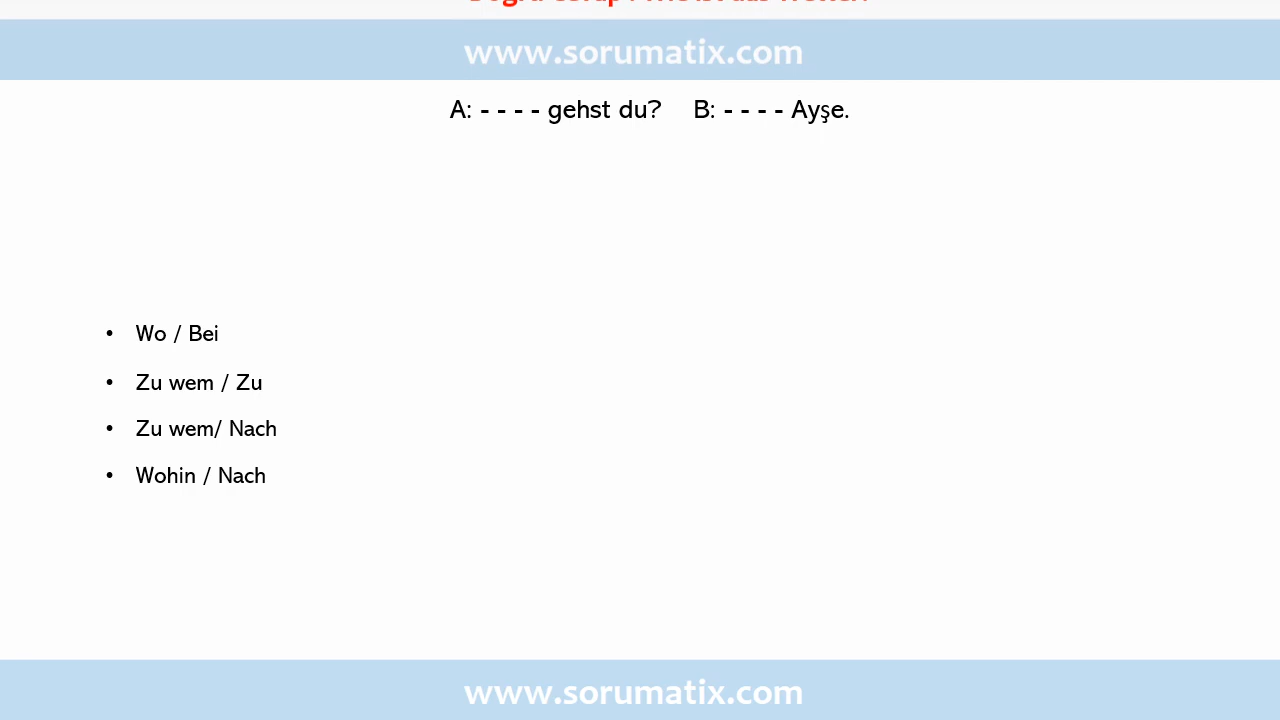 www.sorumatix.com
A: - - - - gehst du? B: - - - - Ayşe.
• Wo / Bei
• Zu wem / Zu
• Zu wem/ Nach
• Wohin / Nach
www.sorumatix.com